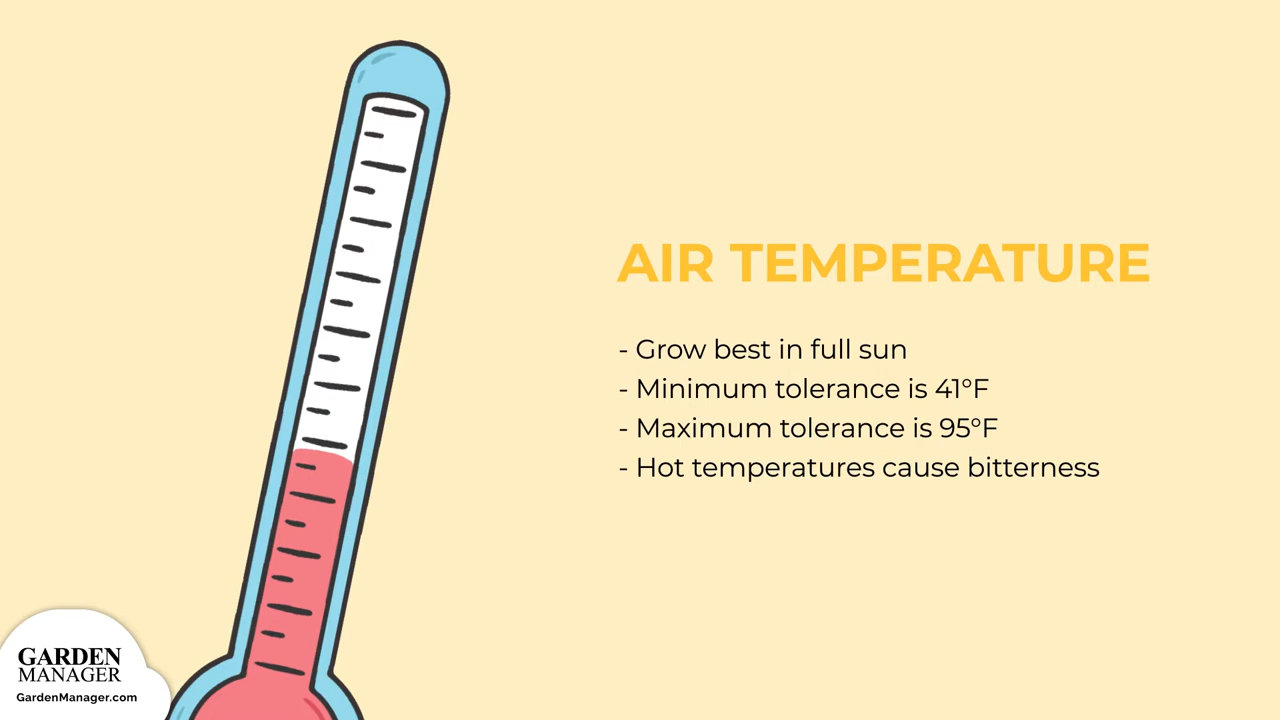 AIR TEMPERATURE
- Grow best in full sun
- Minimum tolerance is 41°F
- Maximum tolerance is 95°F
- Hot temperatures cause bitterness
GARDEN
MANAGER
GardenManager.com